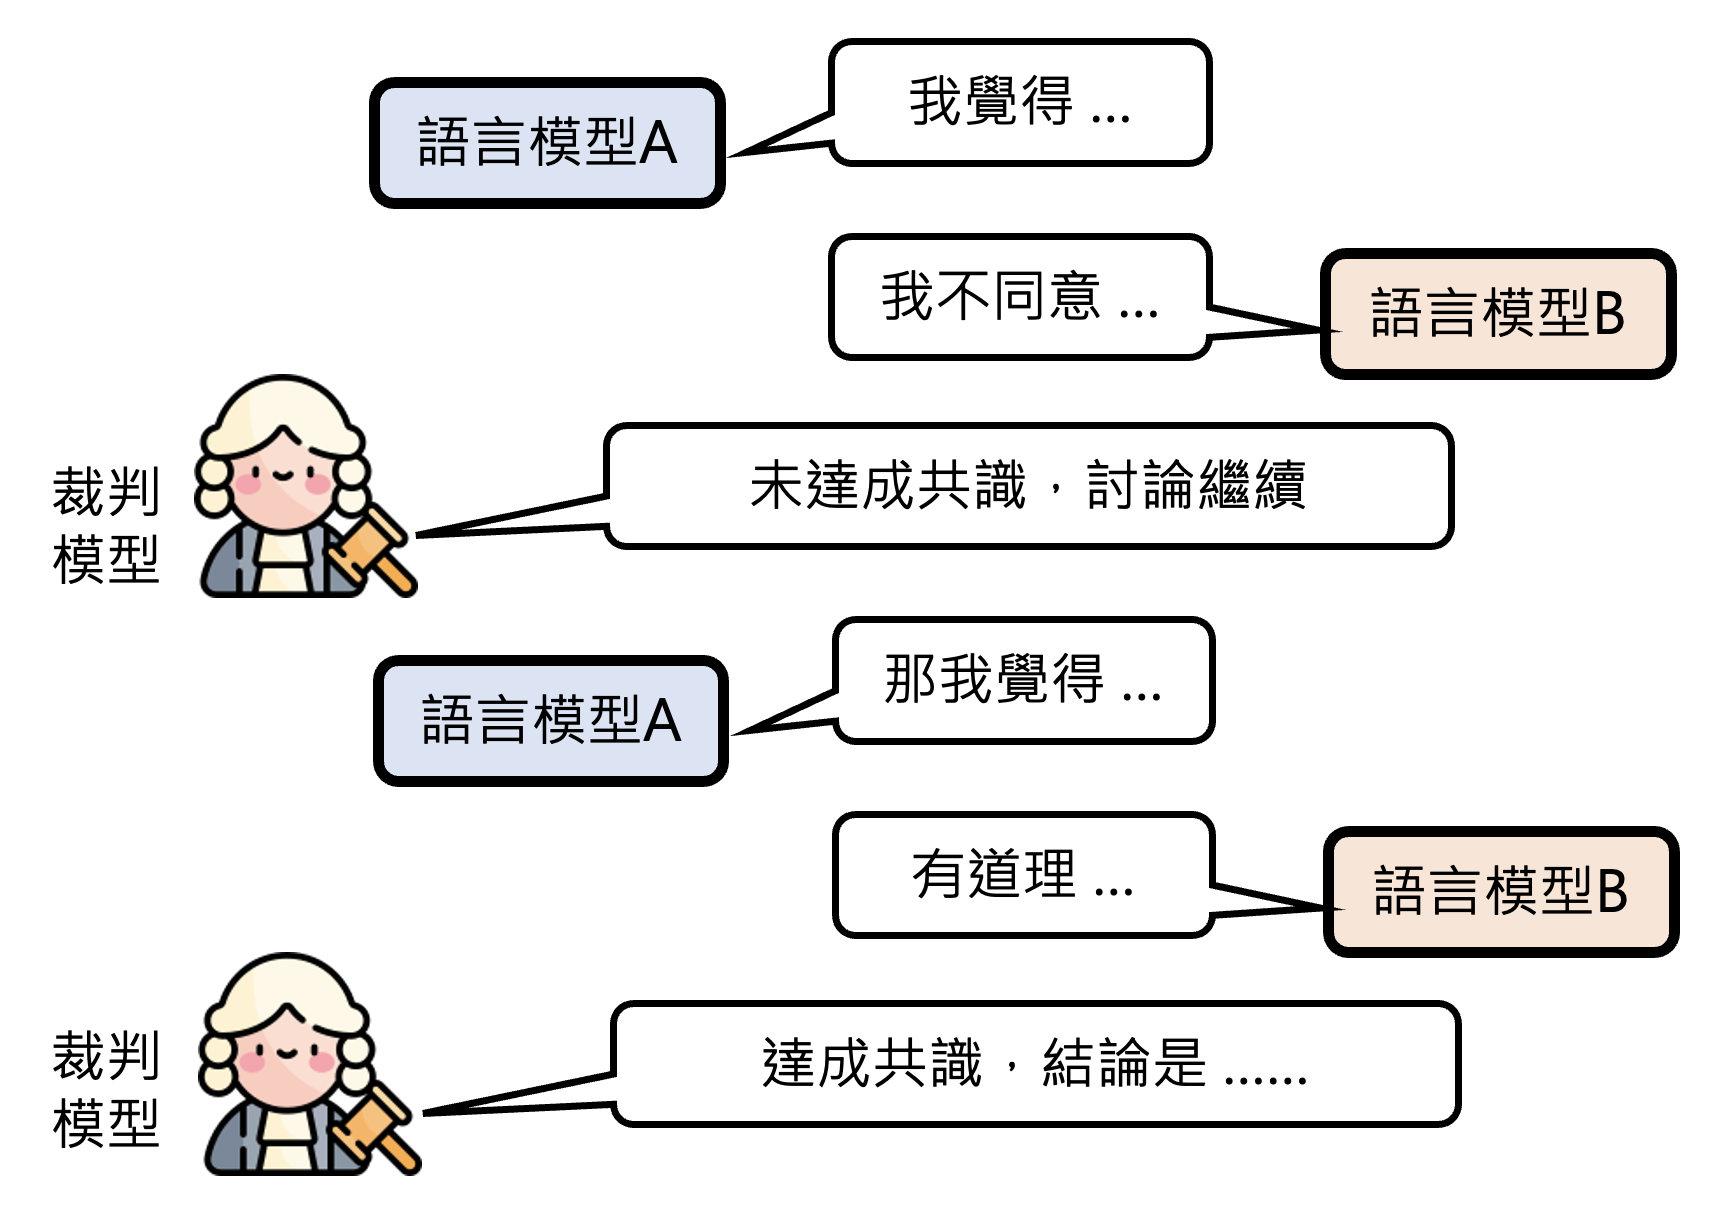 語言模型A
我覺得 ...
我不同意 ...
語言模型B
裁判
模型
未達成共識，討論繼續
語言模型A
那我覺得 ...
有道理 ...
語言模型B
裁判
模型
達成共識，結論是 ......